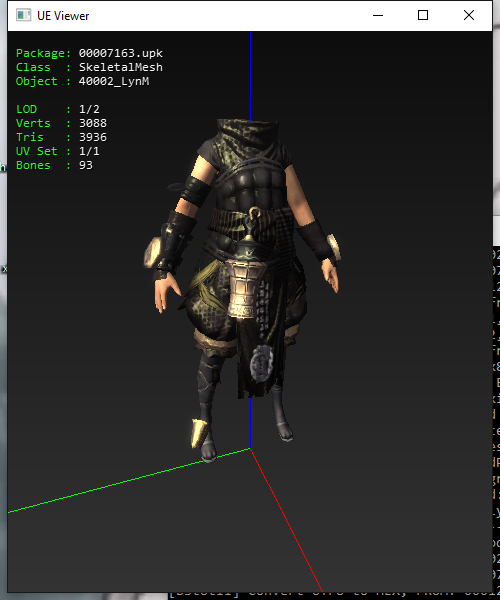 UE Viewer
Package: 00007163.upk
Class : SkeletalMesh
Object : 40002_LynM
LOD : 1/2
Verts : 3088
Tris : 3936
UV Set : 1/1
Bones : 93